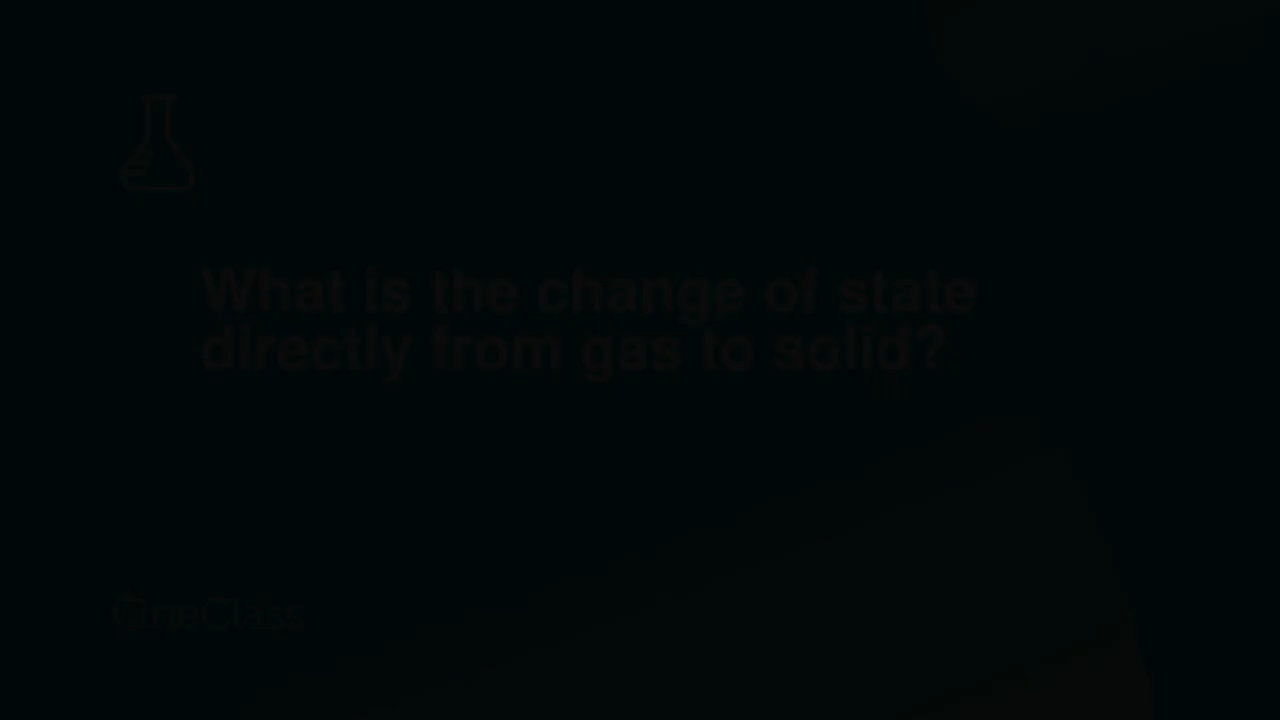 What is the change of state
directly from gas to solid?
OneClass